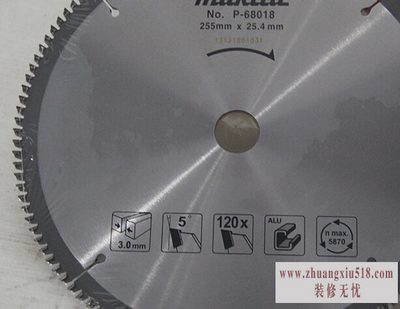 No. P-68018
255mm x 25.4mm
3.0mm
5°
120x
ALU
n max.
5870
www.zhuangxiu518.com
装修无忧